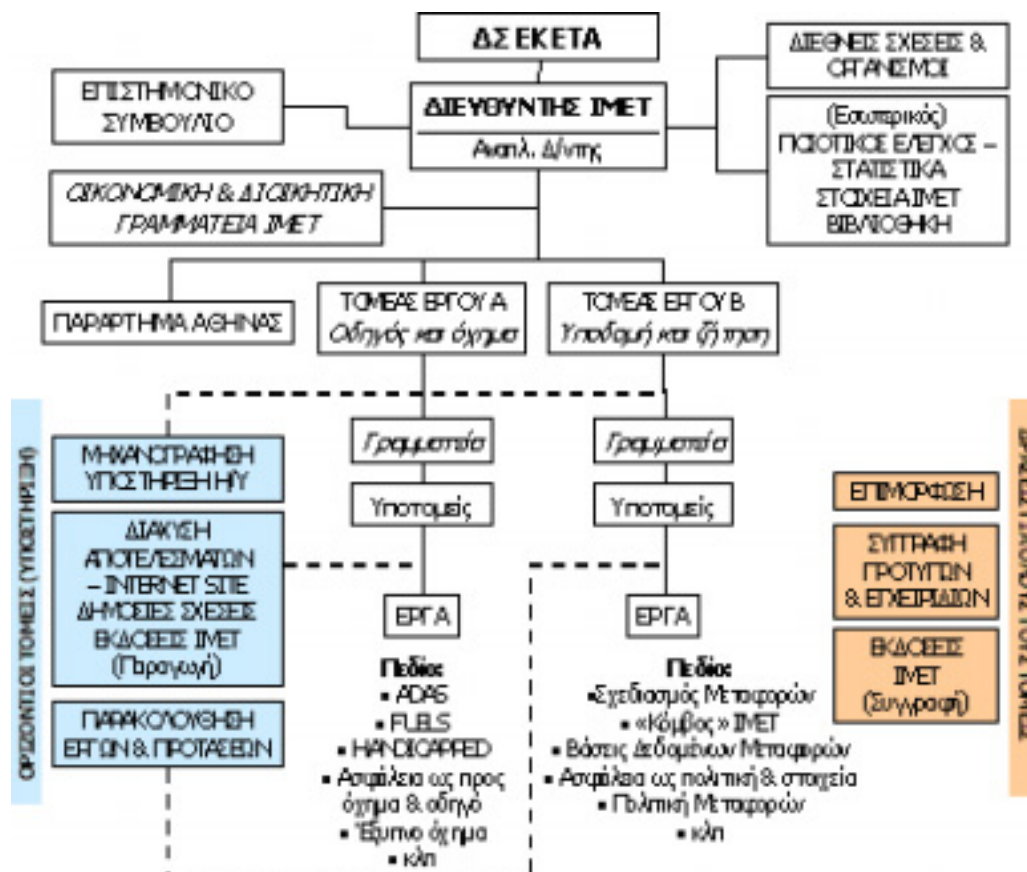 ΔΣ ΕΚΕΤΑ
ΔΙΕΘΝΕΙΣ ΣΧΕΣΕΙΣ &
ΟΡΓΑΝΙΣΜΟΙ
ΕΠΙΣΤΗΜΟΝΙΚΟ
ΣΥΜΒΟΥΛΙΟ
ΔΙΕΥΘΥΝΤΗΣ ΙΜΕΤ
Αναπλ. Δ/ντης
(Εσωτερικός)
ΠΟΙΟΤΙΚΟΣ ΕΛΕΓΧΟΣ –
ΣΤΑΤΙΣΤΙΚΑ
ΣΤΟΙΧΕΙΑ ΙΜΕΤ
ΒΙΒΛΙΟΘΗΚΗ
ΟΙΚΟΝΟΜΙΚΗ & ΔΙΟΙΚΗΤΙΚΗ
ΓΡΑΜΜΑΤΕΙΑ ΙΜΕΤ
ΠΑΡΑΡΤΗΜΑ ΑΘΗΝΑΣ
ΤΟΜΕΑΣ ΕΡΓΟΥ Α
Οδηγός και όχημα
ΤΟΜΕΑΣ ΕΡΓΟΥ Β
Υποδομή και ζήτηση
ΟΡΙΖΟΝΤΙΟΙ ΤΟΜΕΙΣ (ΥΠΟΣΤΗΡΙΞΗ)
ΜΗΧΑΝΟΓΡΑΦΗΣΗ
ΥΠΟΣΤΗΡΙΞΗ Η/Υ
ΔΙΑΧΥΣΗ
ΑΠΟΤΕΛΕΣΜΑΤΩΝ
– INTERNET SITE
ΔΗΜΟΣΙΕΣ ΣΧΕΣΕΙΣ
ΕΚΔΟΣΕΙΣ ΙΜΕΤ
(Παραγωγή)
ΠΑΡΑΚΟΛΟΥΘΗΣΗ
ΕΡΓΩΝ & ΠΡΟΤΑΣΕΩΝ
Γραμματεία
Υποτομείς
ΕΡΓΑ
Πεδία:
▪ ADAS
▪ FUELS
▪ HANDICAPPED
▪ Ασφάλεια ως προς
όχημα & οδηγό
▪ Έξυπνο όχημα
▪ κλπ
Γραμματεία
Υποτομείς
ΕΡΓΑ
Πεδία:
▪Σχεδιασμός Μεταφορών
▪ «Κόμβος» ΙΜΕΤ
▪ Βάσεις Δεδομένων Μεταφορών
▪ Ασφάλεια ως πολιτική & στοιχεία
▪ Πολιτική Μεταφορών
▪ κλπ
ΕΠΙΜΟΡΦΩΣΗ
ΣΥΓΓΡΑΦΗ
ΠΡΟΤΥΠΩΝ
& ΕΓΧΕΙΡΙΔΙΩΝ
ΕΚΔΟΣΕΙΣ
ΙΜΕΤ
(Συγγραφή)